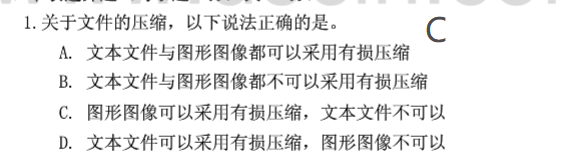 1.关于文件的压缩，以下说法正确的是。
C
A. 文本文件与图形图像都可以采用有损压缩
B. 文本文件与图形图像都不可以采用有损压缩
C. 图形图像可以采用有损压缩，文本文件不可以
D. 文本文件可以采用有损压缩，图形图像不可以